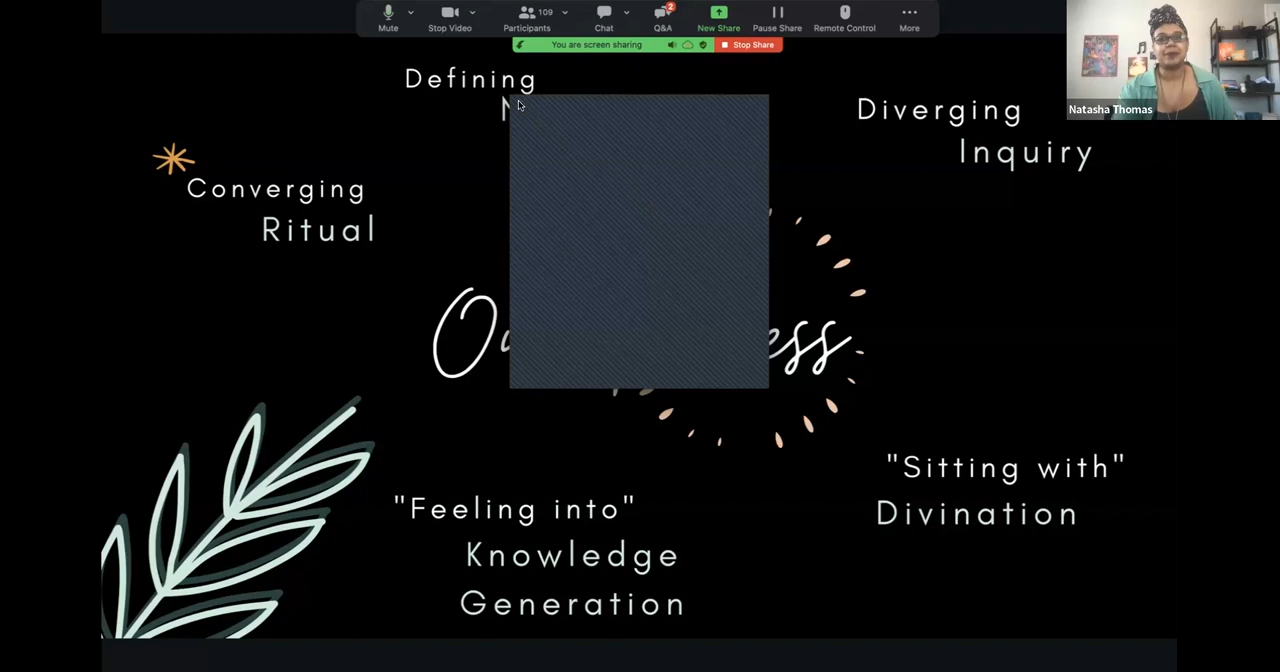 Mute
Stop Video
109
Participants
Chat
2
Q&A
New Share
Pause Share
Remote Control
More
You are screen sharing
Stop Share
Natasha Thomas
Defining
Diverging
Inquiry
Converging
Ritual
"Sitting with"
Divination
"Feeling into"
Knowledge
Generation